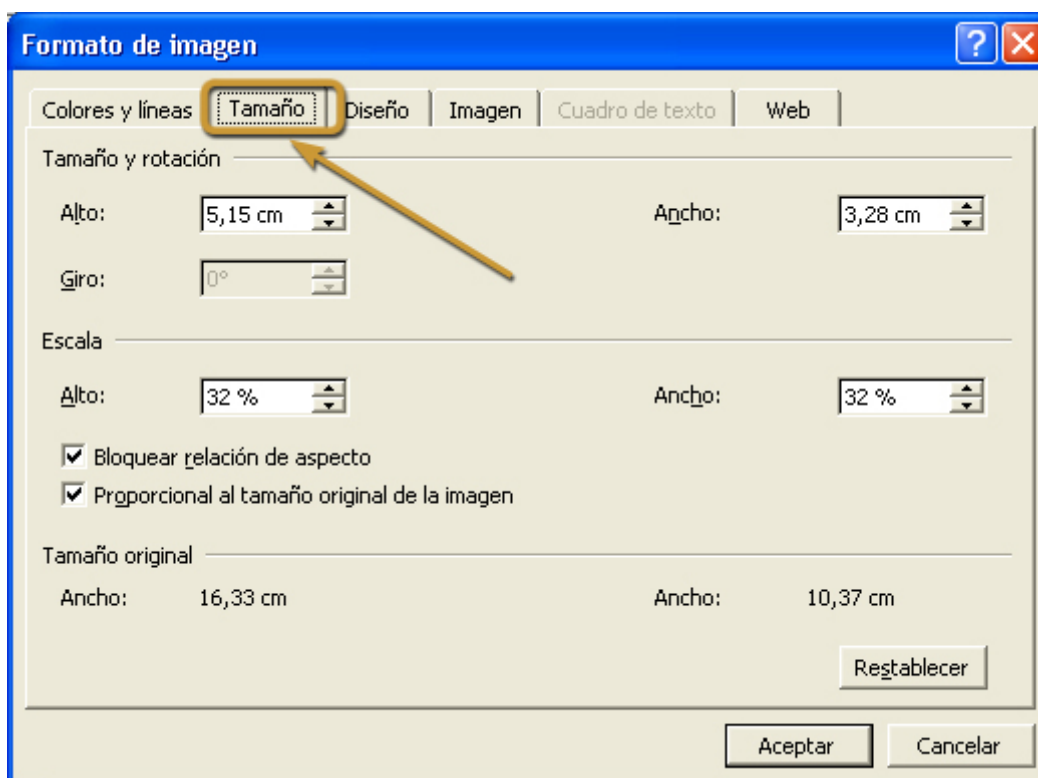 Formato de imagen
Colores y líneas Tamaño Diseño Imagen Cuadro de texto Web
Tamaño y rotación
Alto: 5,15 cm Ancho: 3,28 cm
Giro: 0°
Escala
Alto: 32 % Ancho: 32 %
Bloquear relación de aspecto
Proporcional al tamaño original de la imagen
Tamaño original
Ancho: 16,33 cm Ancho: 10,37 cm
Restablecer
Aceptar Cancelar